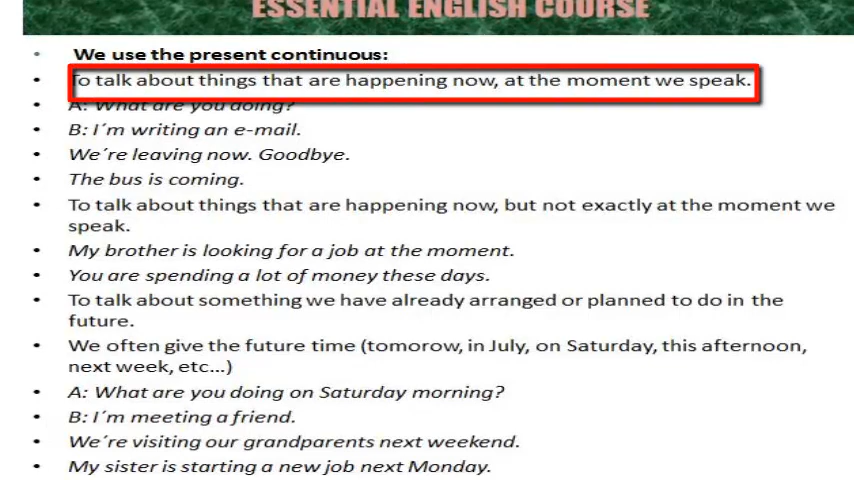 ESSENTIAL ENGLISH COURSE
• We use the present continuous:
• To talk about things that are happening now, at the moment we speak.
• A: What are you doing?
• B: I´m writing an e-mail.
• We´re leaving now. Goodbye.
• The bus is coming.
• To talk about things that are happening now, but not exactly at the moment we
speak.
• My brother is looking for a job at the moment.
• You are spending a lot of money these days.
• To talk about something we have already arranged or planned to do in the
future.
• We often give the future time (tomorow, in July, on Saturday, this afternoon,
next week, etc...)
• A: What are you doing on Saturday morning?
• B: I´m meeting a friend.
• We´re visiting our grandparents next weekend.
• My sister is starting a new job next Monday.